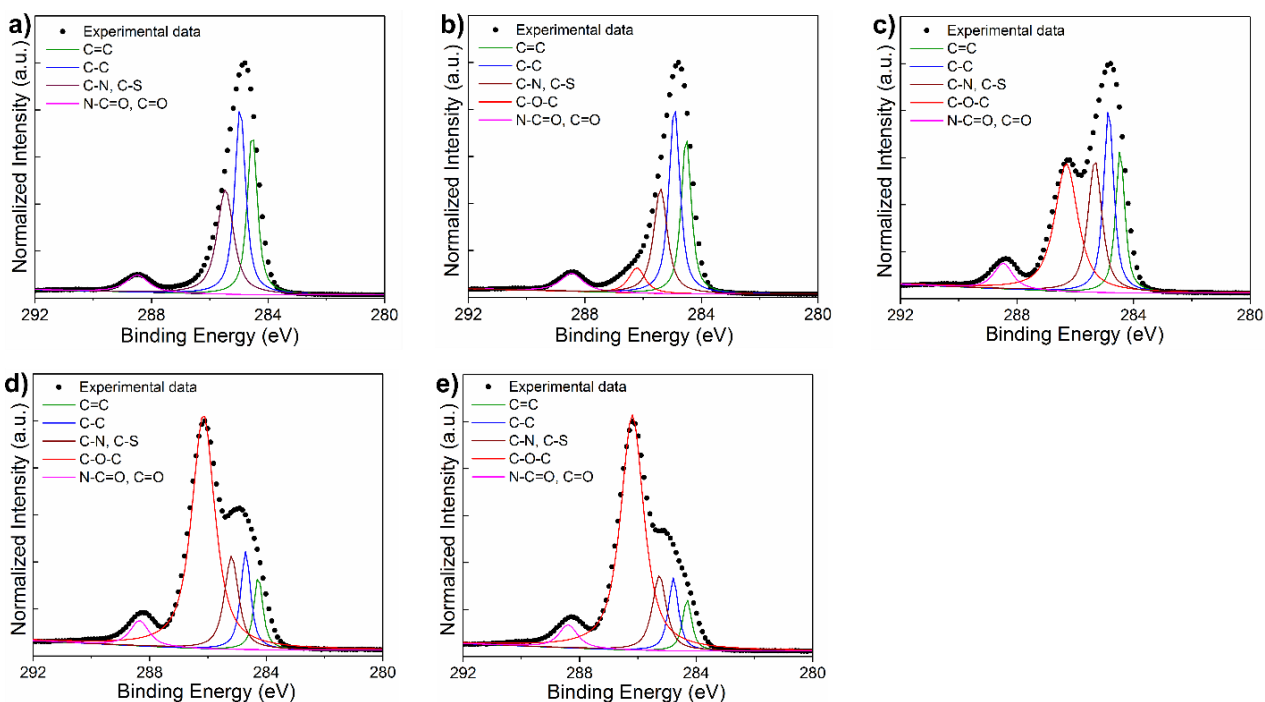 a)
Experimental data
C=C
C-C
C-N, C-S
N-C=O, C=O
Normalized Intensity (a.u.)
292 288 284 280
Binding Energy (eV)
b)
Experimental data
C=C
C-C
C-N, C-S
C-O-C
N-C=O, C=O
Normalized Intensity (a.u.)
292 288 284 280
Binding Energy (eV)
c)
Experimental data
C=C
C-C
C-N, C-S
C-O-C
N-C=O, C=O
Normalized Intensity (a.u.)
292 288 284 280
Binding Energy (eV)
d)
Experimental data
C=C
C-C
C-N, C-S
C-O-C
N-C=O, C=O
Normalized Intensity (a.u.)
292 288 284 280
Binding Energy (eV)
e)
Experimental data
C=C
C-C
C-N, C-S
C-O-C
N-C=O, C=O
Normalized Intensity (a.u.)
292 288 284 280
Binding Energy (eV)